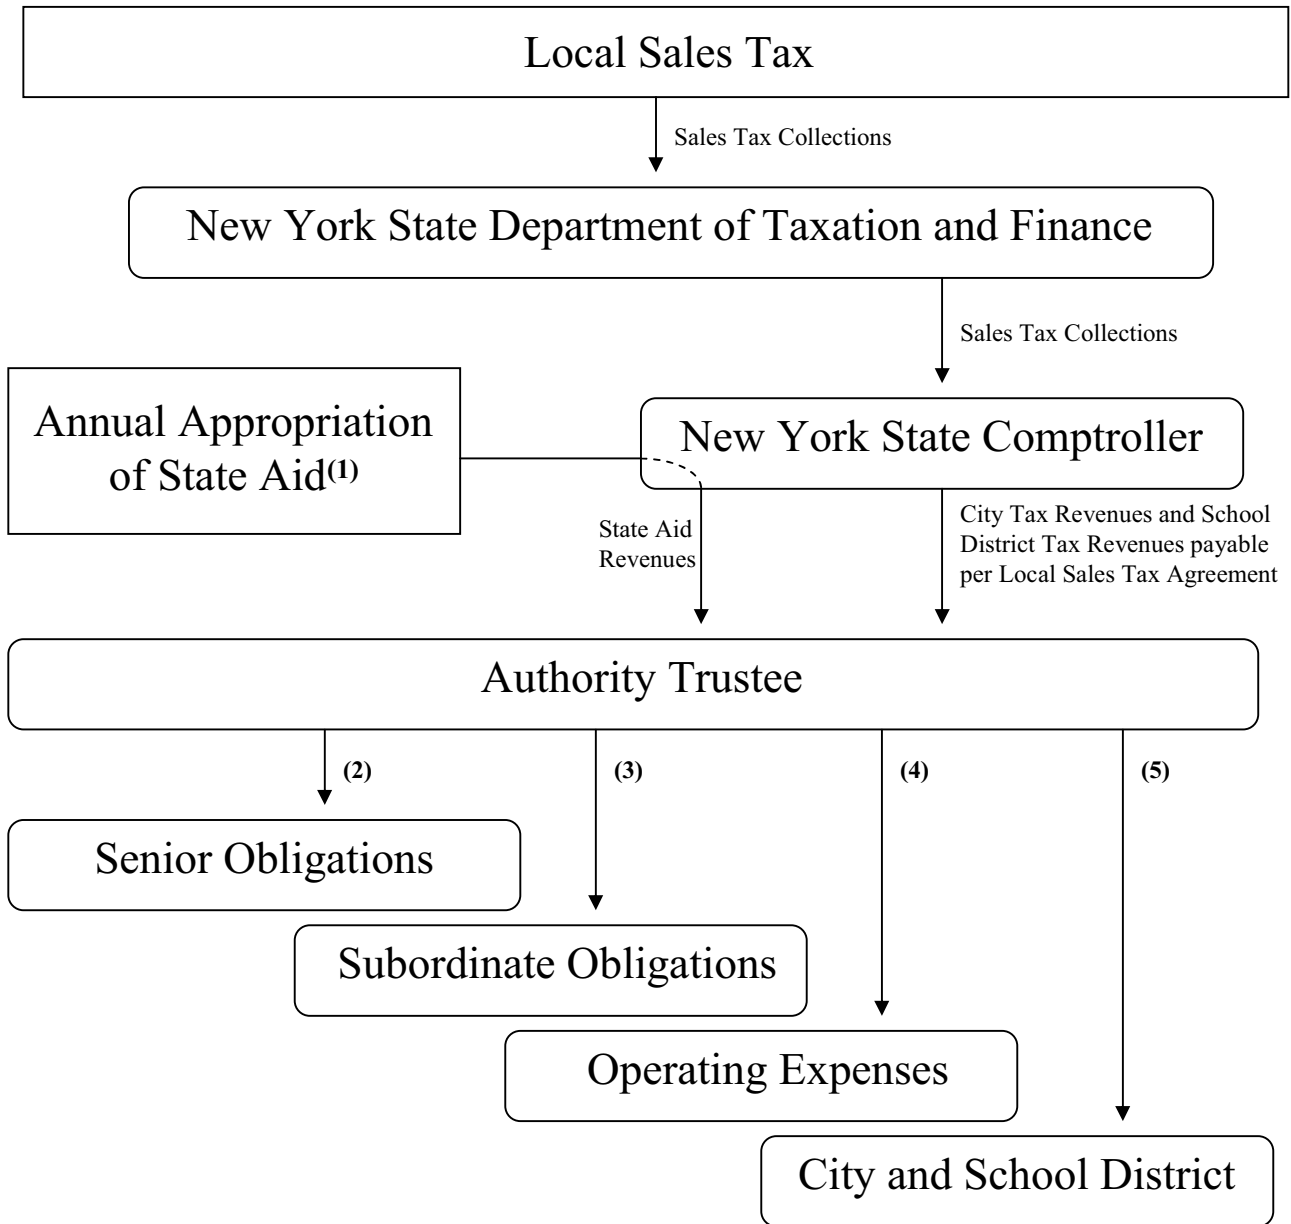 Local Sales Tax
Sales Tax Collections
New York State Department of Taxation and Finance
Sales Tax Collections
Annual Appropriation
of State Aid(1)
New York State Comptroller
State Aid
Revenues
City Tax Revenues and School
District Tax Revenues payable
per Local Sales Tax Agreement
Authority Trustee
(2)
(3)
(4)
(5)
Senior Obligations
Subordinate Obligations
Operating Expenses
City and School District